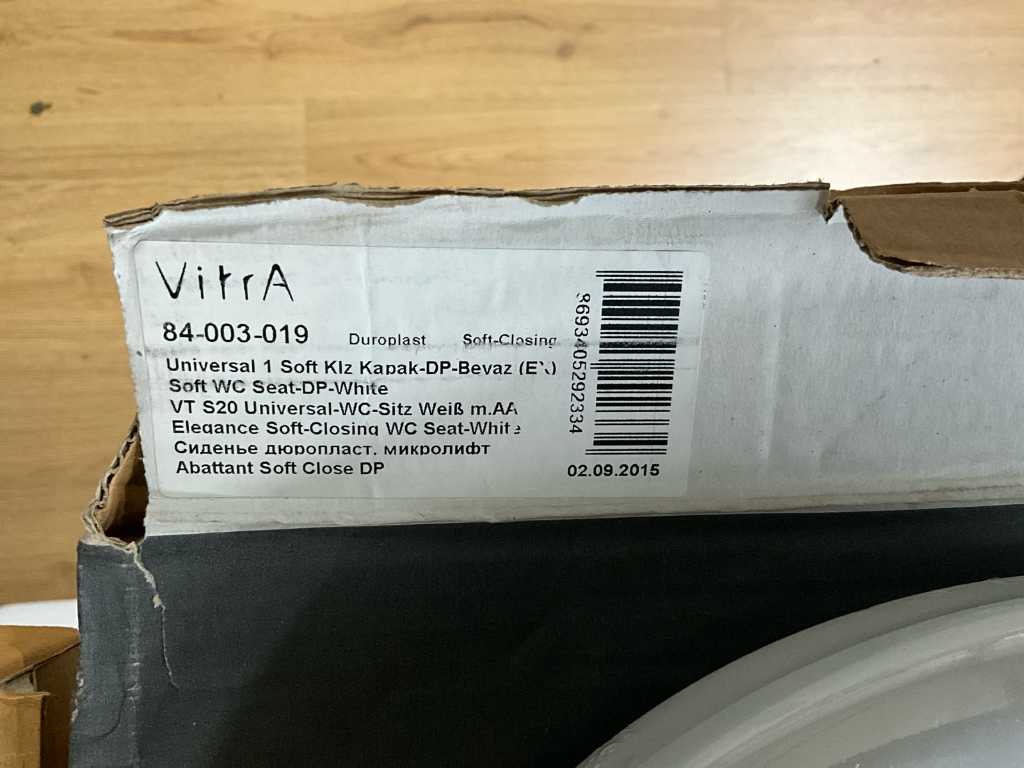 VitrA
84-003-019 Duroplast Soft-Closing
Universal 1 Soft Klz Kapak-DP-Bevaz
Soft WC Seat-DP-White
VT S20 Universal-WC-Sitz Weiß m.AA
Elegance Soft-Closing WC Seat-White
Сиденье дюропласт, микролифт
Abattant Soft Close DP
8693405292334
02.09.2015